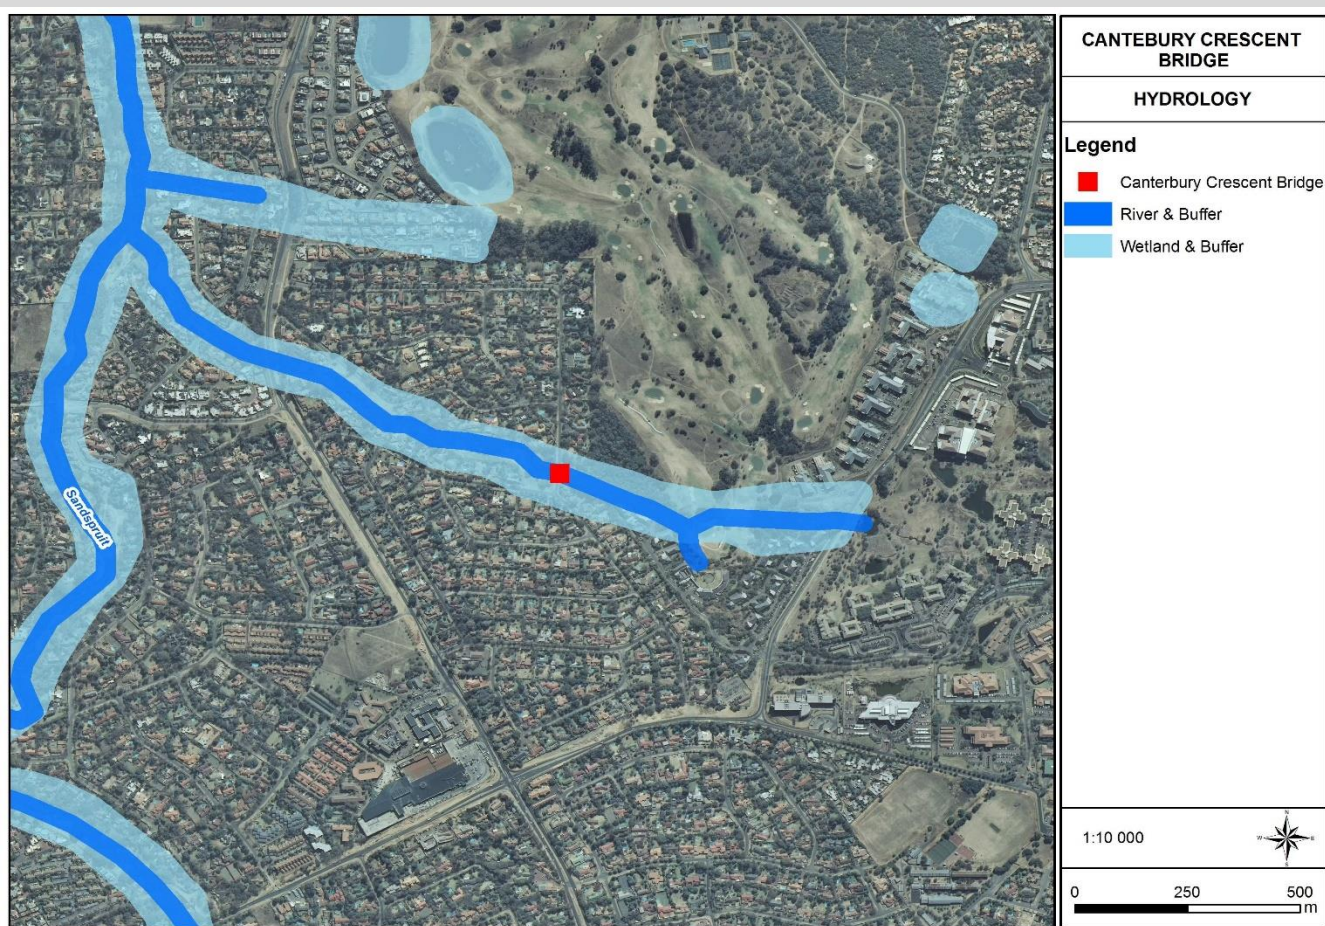 CANTEBURY CRESCENT
BRIDGE
HYDROLOGY
Legend
Canterbury Crescent Bridge
River & Buffer
Wetland & Buffer
Sandspruit
1:10 000
N
W
E
S
0 250 500
m